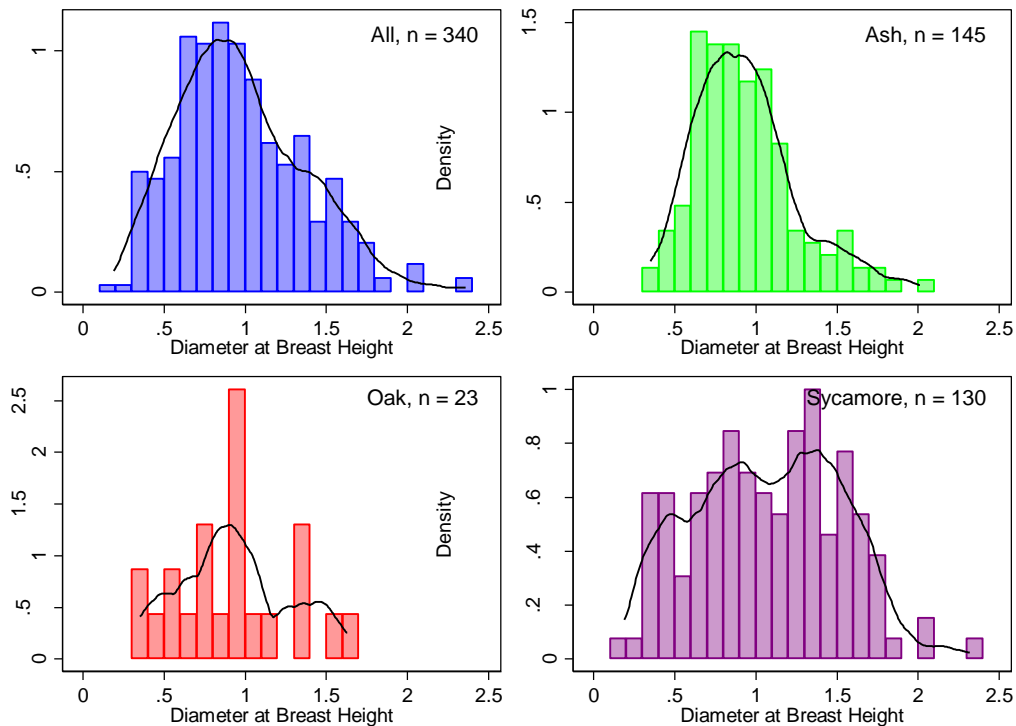 All, n = 340
1
.5
0
0 .5 1 1.5 2 2.5
Diameter at Breast Height
Ash, n = 145
Density
1.5
1
.5
0
0 .5 1 1.5 2 2.5
Diameter at Breast Height
Oak, n = 23
2.5
2
1.5
1
0.5
0
0 .5 1 1.5 2 2.5
Diameter at Breast Height
Sycamore, n = 130
Density
1
.8
.6
.4
.2
0
0 .5 1 1.5 2 2.5
Diameter at Breast Height